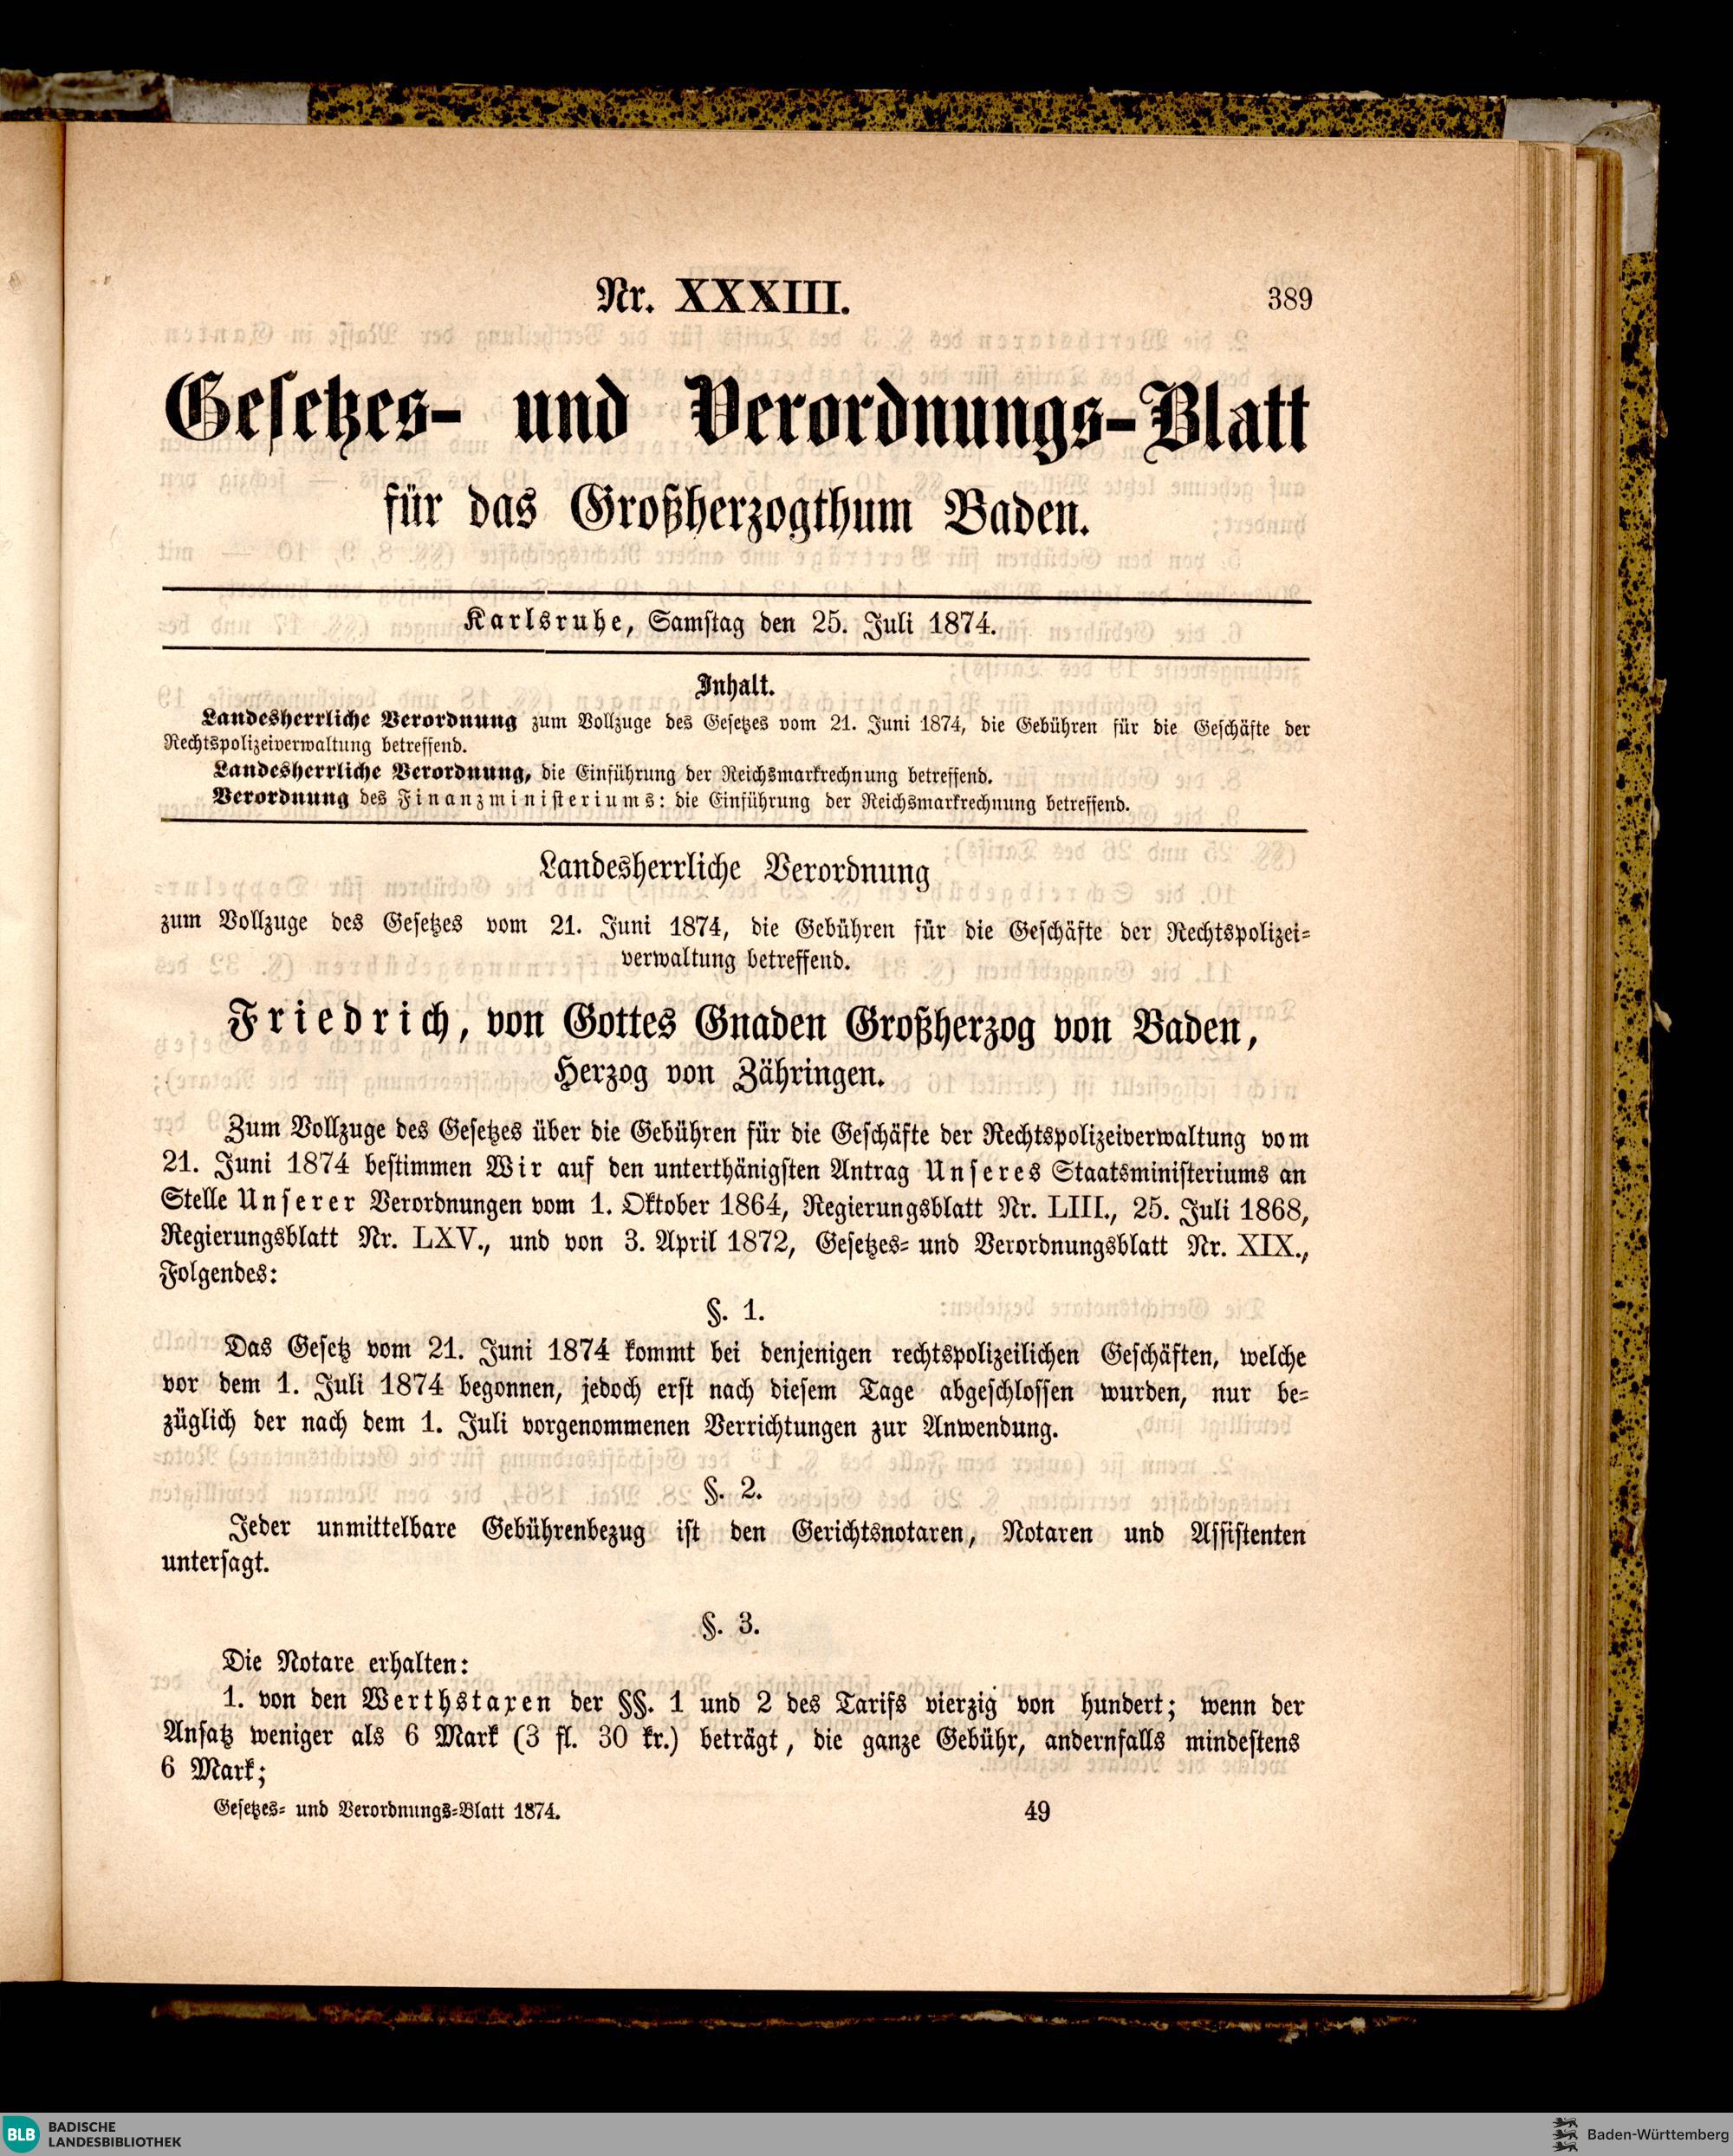 Nr. XXXIII.
389
Gesetzes- und Verordnungs-Blatt
für das Großherzogthum Baden.
Karlsruhe, Samstag den 25. Juli 1874.
Inhalt.
Landesherrliche Verordnung zum Vollzuge des Gesetzes vom 21. Juni 1874, die Gebühren für die Geschäfte der
Rechtspolizeiverwaltung betreffend.
Landesherrliche Verordnung, die Einführung der Reichsmarkrechnung betreffend.
Verordnung des Finanzministeriums: die Einführung der Reichsmarkrechnung betreffend.
Landesherrliche Verordnung
zum Vollzuge des Gesetzes vom 21. Juni 1874, die Gebühren für die Geschäfte der Rechtspolizei-
verwaltung betreffend.
Friedrich, von Gottes Gnaden Großherzog von Baden,
Herzog von Zähringen.
Zum Vollzuge des Gesetzes über die Gebühren für die Geschäfte der Rechtspolizeiverwaltung vom
21. Juni 1874 bestimmen Wir auf den unterthänigsten Antrag Unseres Staatsministeriums an
Stelle Unserer Verordnungen vom 1. Oktober 1864, Regierungsblatt Nr. LIII., 25. Juli 1868,
Regierungsblatt Nr. LXV., und von 3. April 1872, Gesetzes- und Verordnungsblatt Nr. XIX.,
Folgendes:
§. 1.
Das Gesetz vom 21. Juni 1874 kommt bei denjenigen rechtspolizeilichen Geschäften, welche
vor dem 1. Juli 1874 begonnen, jedoch erst nach diesem Tage abgeschlossen wurden, nur be-
züglich der nach dem 1. Juli vorgenommenen Verrichtungen zur Anwendung.
§. 2.
Jeder unmittelbare Gebührenbezug ist den Gerichtsnotaren, Notaren und Assistenten
untersagt.
§. 3.
Die Notare erhalten:
1. von den Werthstaxen der §§. 1 und 2 des Tarifs vierzig von hundert; wenn der
Ansatz weniger als 6 Mark (3 fl. 30 kr.) beträgt, die ganze Gebühr, andernfalls mindestens
6 Mark;
Gesetzes- und Verordnungs-Blatt 1874.
49
BLB BADISCHE
LANDESBIBLIOTHEK
Baden-Württemberg